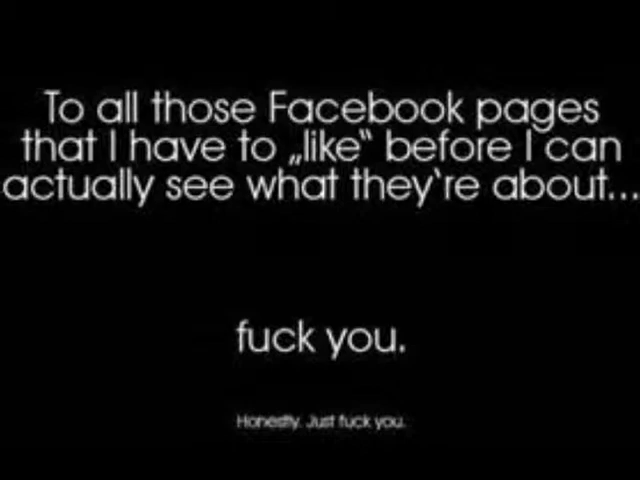 To all those Facebook pages
that I have to „like‟ before I can
actually see what they‛re about...
fuck you.
Honestly. Just fuck you.